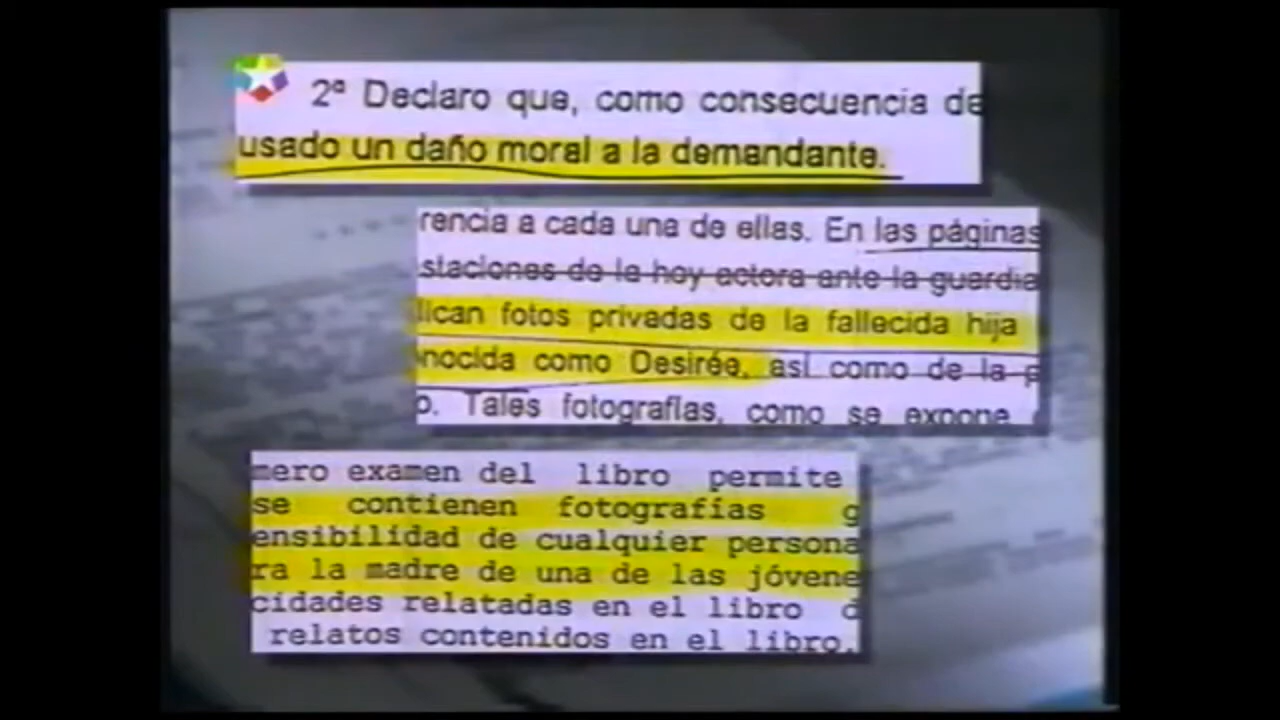 2ª Declaro que, como consecuencia de
usado un daño moral a la demandante.
rencia a cada una de ellas. En las páginas
staciones de la hoy actora ante la guardia
lican fotos privadas de la fallecida hija
nocida como Desirée, así como de la p
o. Tales fotografías, como se expone
mero examen del libro permite
se contienen fotografías g
ensibilidad de cualquier persona
ra la madre de una de las jóvene
cidades relatadas en el libro d
relatos contenidos en el libro.